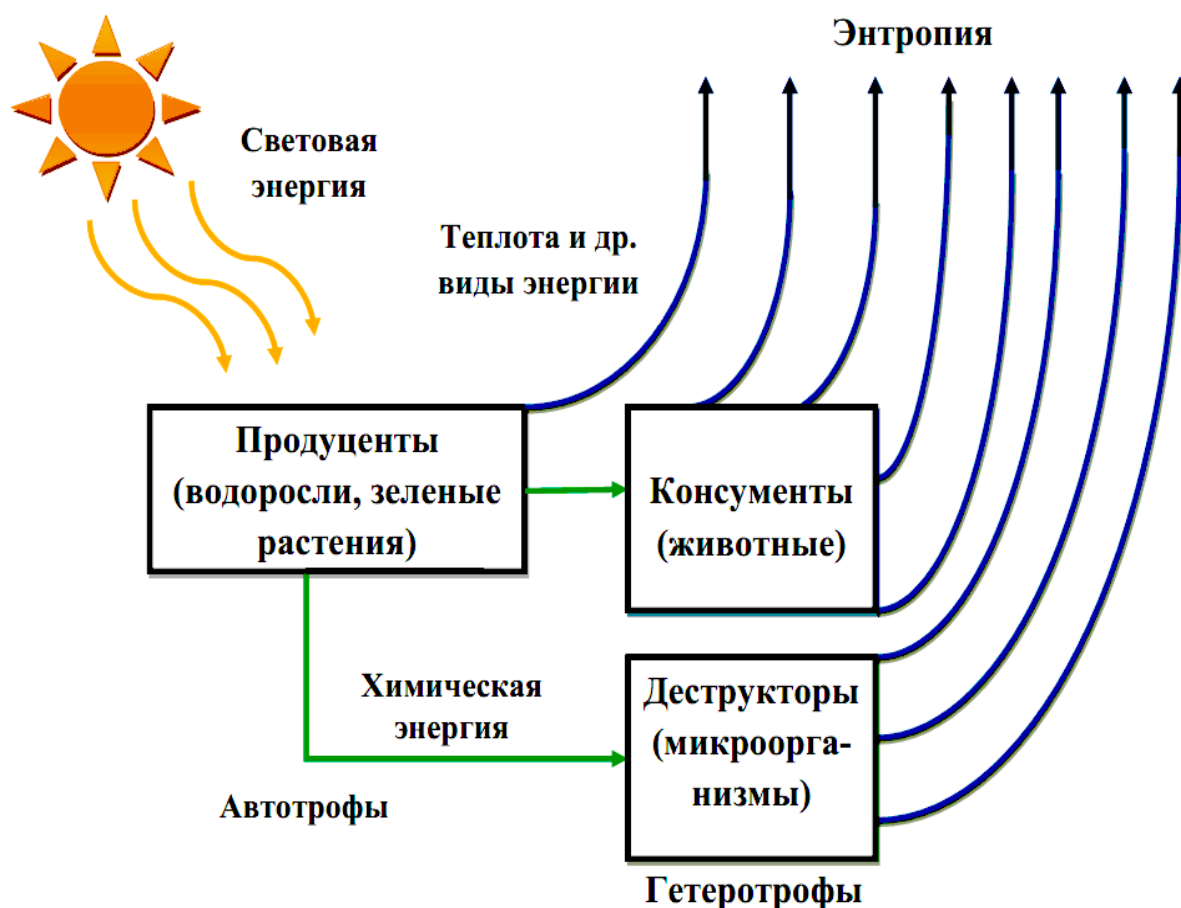 Энтропия
Световая
энергия
Теплота и др.
виды энергии
Продуценты
(водоросли, зеленые
растения)
Консументы
(животные)
Химическая
энергия
Деструкторы
(микроорга-
низмы)
Автотрофы
Гетеротрофы